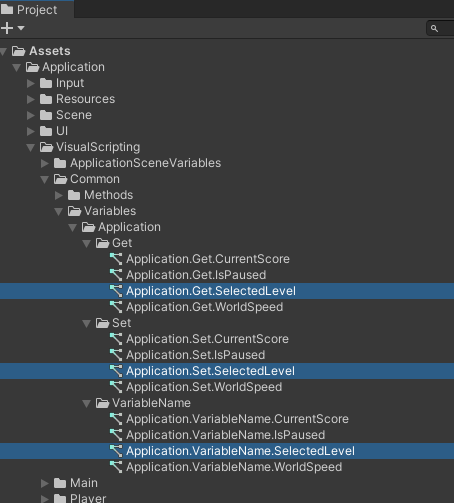 Project
Assets
Application
Input
Resources
Scene
UI
VisualScripting
ApplicationSceneVariables
Common
Methods
Variables
Application
Get
Application.Get.CurrentScore
Application.Get.IsPaused
Application.Get.SelectedLevel
Application.Get.WorldSpeed
Set
Application.Set.CurrentScore
Application.Set.IsPaused
Application.Set.SelectedLevel
Application.Set.WorldSpeed
VariableName
Application.VariableName.CurrentScore
Application.VariableName.IsPaused
Application.VariableName.SelectedLevel
Application.VariableName.WorldSpeed
Main
Player